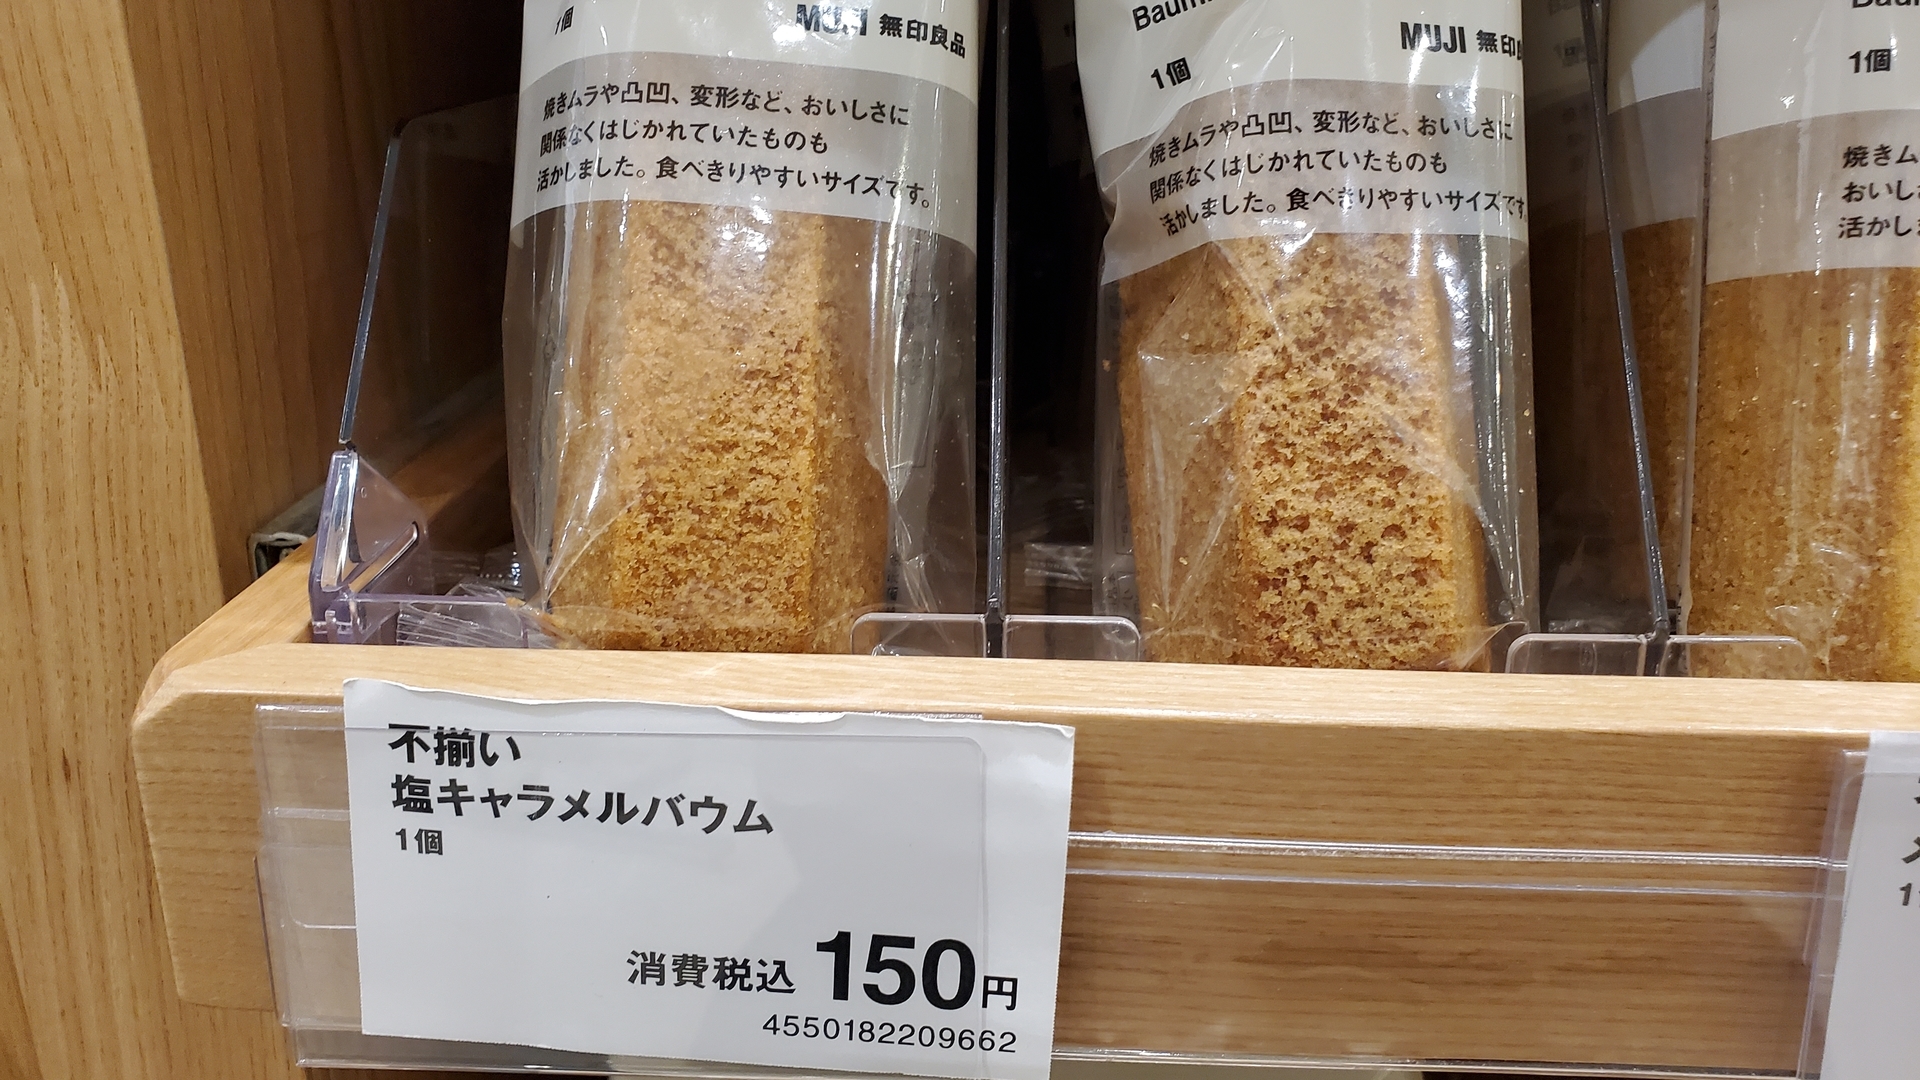 1個
MUJI 無印良品
焼きムラや凸凹、変形など、おいしさに
関係なくはじかれていたものも
活かしました。食べきりやすいサイズです。
MUJI 無印
1個
焼きムラや凸凹、変形など、おいしさに
関係なくはじかれていたものも
活かしました。食べきりやすいサイズです
1個
焼きム
おいし
活かし
不揃い
塩キャラメルバウム
1個
消費税込 150円
4550182209662